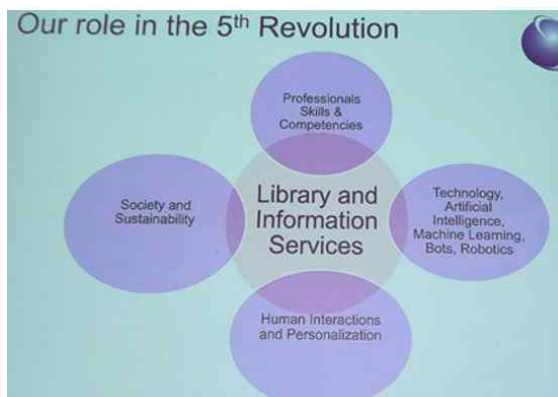 Our role in the 5th Revolution
Professionals
Skills &
Competencies
Society and
Sustainability
Library and
Information
Services
Technology,
Artificial
Intelligence,
Machine Learning,
Bots, Robotics
Human Interactions
and Personalization